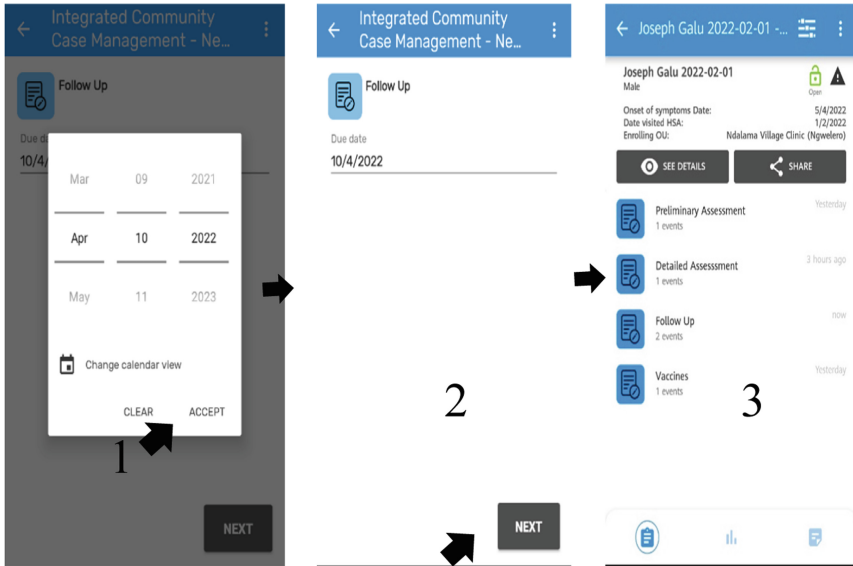 Integrated Community
Case Management - Ne...
Follow Up
Due da
10/4/
Mar 09 2021
Apr 10 2022
May 11 2023
Change calendar view
CLEAR ACCEPT
1
NEXT
Integrated Community
Case Management - Ne...
Follow Up
Due date
10/4/2022
2
NEXT
Joseph Galu 2022-02-01 -...
Joseph Galu 2022-02-01
Male
Open
Onset of symptoms Date: 5/4/2022
Date visited HSA: 1/2/2022
Enrolling OU: Ndalama Village Clinic (Ngwelero)
SEE DETAILS SHARE
Preliminary Assessment Yesterday
1 events
Detailed Assesssment 3 hours ago
1 events
Follow Up now
2 events
Vaccines Yesterday
1 events
3